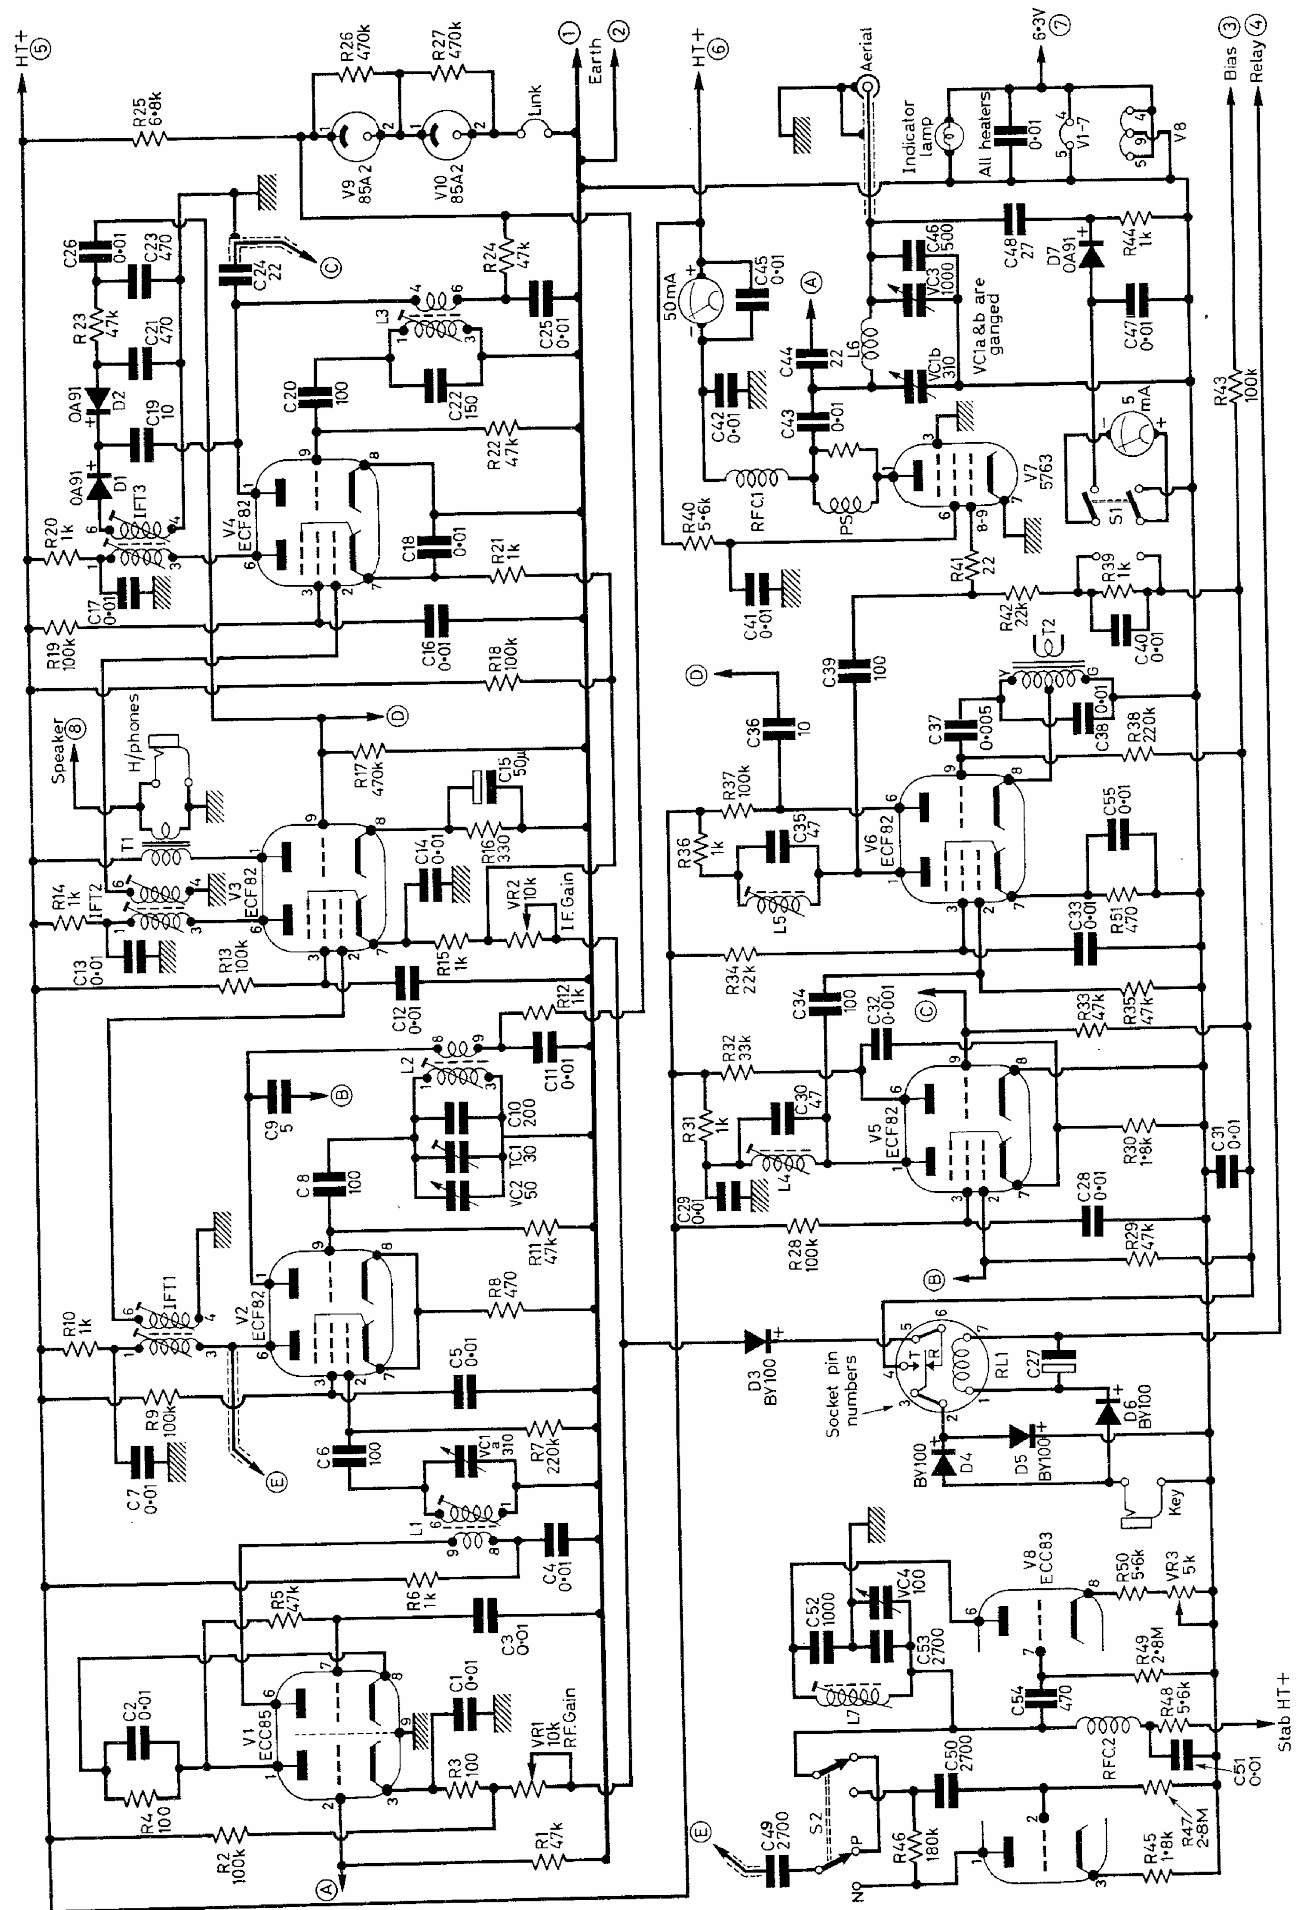 HT+
5
R26
470k
R27
470k
1
Earth
2
R25
6·8k
V9
85A2
V10
85A2
Link
C26
0·01
C23
470
R23
47k
C21
470
OA91
D2
C19
10
OA91
D1
IFT3
R20
1k
C17
0·01
R19
100k
C24
22
C
R24
47k
L3
C25
0·01
C20
100
C22
150
R22
47k
V4
ECF82
C18
0·01
R21
1k
C16
0·01
R18
100k
Speaker
8
H/phones
D
R17
470k
C15
50µ
T1
V3
ECF82
R16
330
C14
0·01
R14
1k
IFT2
C13
0·01
R13
100k
R15
1k
VR2
10k
I.F. Gain
C12
0·01
R12
1k
C11
0·01
L2
C9
5
B
C10
200
TC1
30
VC2
50
C8
100
R11
47k
IFT1
R10
1k
V2
ECF82
R8
470
R9
100k
C5
0·01
C7
0·01
E
C6
100
VC1
a
310
R7
220k
L1
C4
0·01
R6
1k
R5
47k
C3
0·01
C2
0·01
R4
100
V1
ECC85
C1
0·01
R3
100
VR1
10k
R.F. Gain
R2
100k
R1
47k
A
HT+
6
Aerial
6·3V
7
Bias
3
Relay
4
Indicator
lamp
All heaters
0·01
V1-7
V8
50mA
C45
0·01
A
C44
22
C42
0·01
C43
0·01
L6
VC3
1000
C46
500
VC1b
310
VC1a&b are
ganged
C48
27
D7
OA91
R44
1k
C47
0·01
5
mA
S1
R43
100k
RFC1
PS
V7
5763
R40
5·6k
C41
0·01
R41
22
R42
22k
R39
1k
C40
0·01
T2
Y
G
C39
100
D
C36
10
C37
0·005
C38
0·01
R38
220k
R37
100k
R36
1k
C35
47
L5
V6
ECF82
C55
0·01
R51
470
C33
0·01
R34
22k
C34
100
R35
47k
C32
0·001
C
R33
47k
R32
33k
R31
1k
C30
47
L4
V5
ECF82
R30
1·8k
C31
0·01
C29
0·01
R28
100k
C28
0·01
R29
47k
B
D3
BY100
Socket pin
numbers
T
R
RL1
C27
BY100
D4
D5
BY100
D6
BY100
Key
C52
1000
VC4
100
C53
2700
L7
V8
ECC83
R50
5·6k
VR3
5k
C54
470
R49
2·8M
R48
5·6k
RFC2
C51
0·01
Stab HT+
C50
2700
S2
E
C49
2700
N
P
R46
180k
R47
2·8M
R45
1·8k